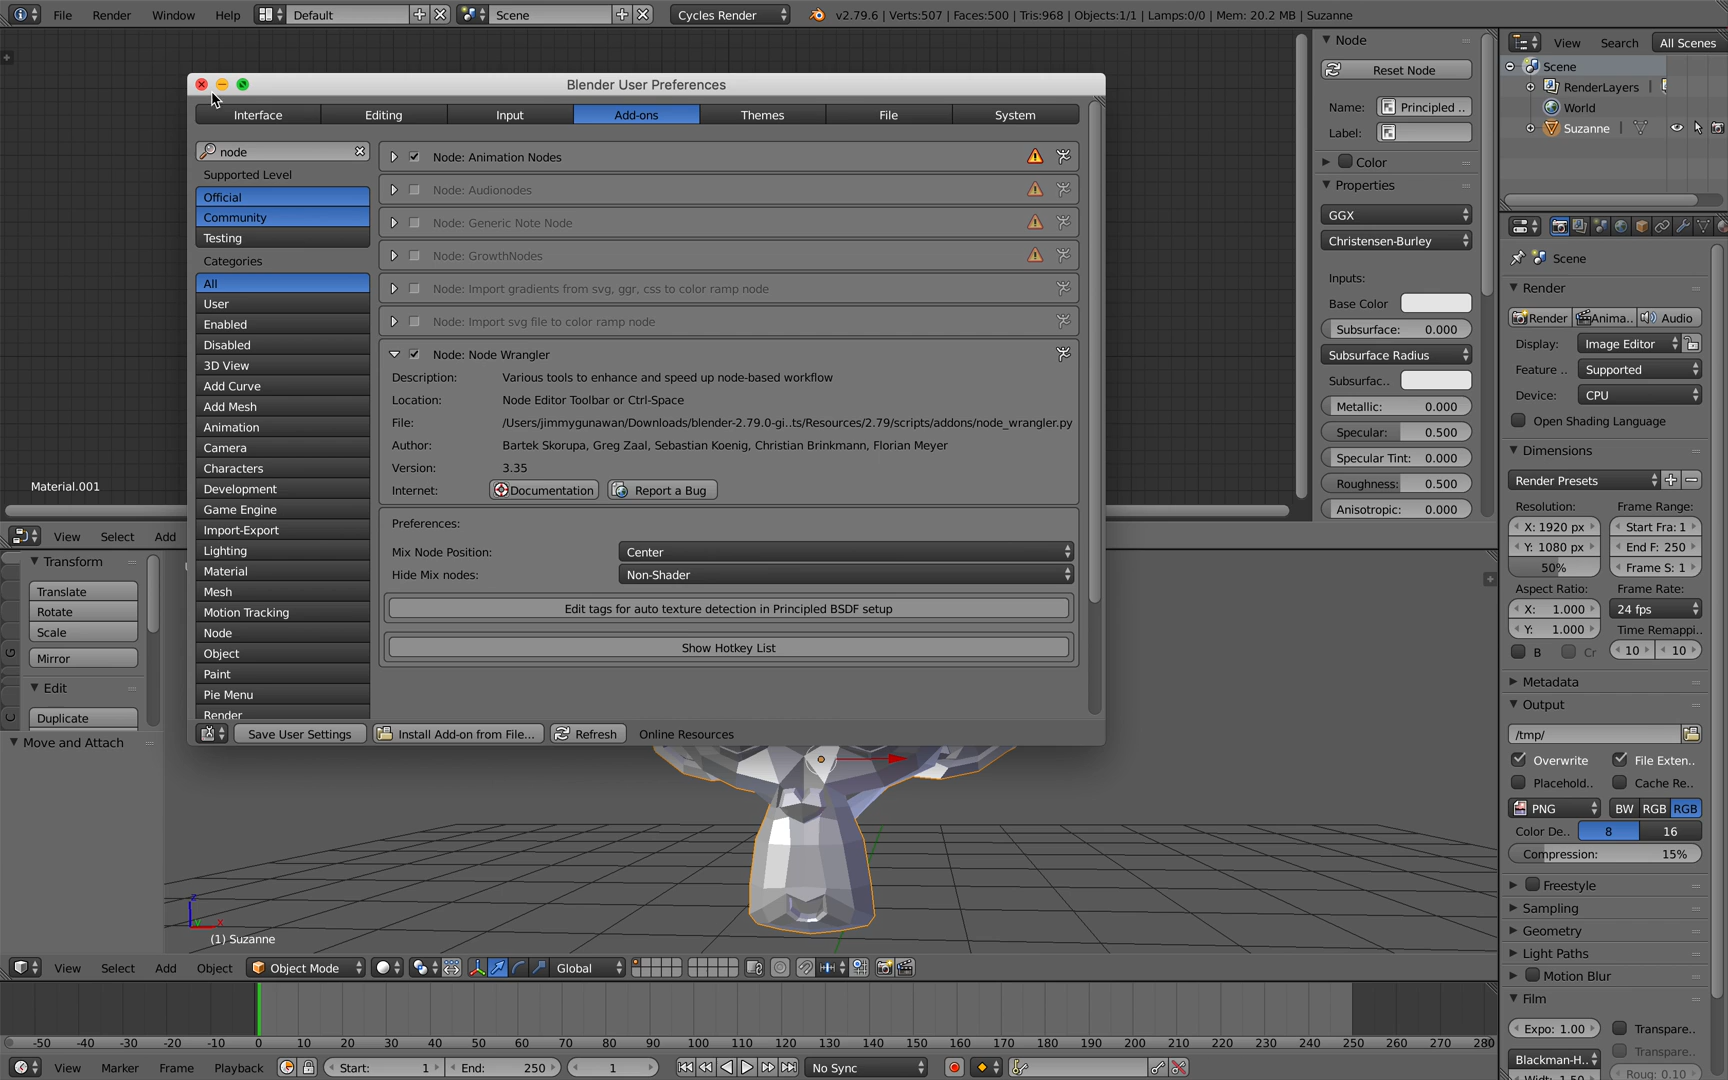 File Render Window Help Default Scene Cycles Render v2.79.6 | Verts:507 | Faces:500 | Tris:968 | Objects:1/1 | Lamps:0/0 | Mem: 20.2 MB | Suzanne
Blender User Preferences
Interface Editing Input Add-ons Themes File System
node
Supported Level
Official
Community
Testing
Categories
All
User
Enabled
Disabled
3D View
Add Curve
Add Mesh
Animation
Camera
Characters
Development
Game Engine
Import-Export
Lighting
Material
Mesh
Motion Tracking
Node
Object
Paint
Pie Menu
Render
Node: Animation Nodes
Node: Audionodes
Node: Generic Note Node
Node: GrowthNodes
Node: Import gradients from svg, ggr, css to color ramp node
Node: Import svg file to color ramp node
Node: Node Wrangler
Description: Various tools to enhance and speed up node-based workflow
Location: Node Editor Toolbar or Ctrl-Space
File: /Users/jimmygunawan/Downloads/blender-2.79.0-gi..ts/Resources/2.79/scripts/addons/node_wrangler.py
Author: Bartek Skorupa, Greg Zaal, Sebastian Koenig, Christian Brinkmann, Florian Meyer
Version: 3.35
Internet: Documentation Report a Bug
Preferences:
Mix Node Position: Center
Hide Mix nodes: Non-Shader
Edit tags for auto texture detection in Principled BSDF setup
Show Hotkey List
Save User Settings Install Add-on from File... Refresh Online Resources
Material.001
View Select Add
Transform
Translate
Rotate
Scale
Mirror
Edit
Duplicate
Move and Attach
G
C
Node
Reset Node
Name: Principled ..
Label:
Color
Properties
GGX
Christensen-Burley
Inputs:
Base Color
Subsurface: 0.000
Subsurface Radius
Subsurfac..
Metallic: 0.000
Specular: 0.500
Specular Tint: 0.000
Roughness: 0.500
Anisotropic: 0.000
View Search All Scenes
Scene
RenderLayers
World
Suzanne
Scene
Render
Render Anima.. Audio
Display: Image Editor
Feature .. Supported
Device: CPU
Open Shading Language
Dimensions
Render Presets
Resolution: Frame Range:
X: 1920 px Start Fra: 1
Y: 1080 px End F: 250
50% Frame S: 1
Aspect Ratio: Frame Rate:
X: 1.000 24 fps
Y: 1.000 Time Remappi..
B Cr 10 10
Metadata
Output
/tmp/
Overwrite File Exten..
Placehold.. Cache Re..
PNG BW RGB RGB
Color De.. 8 16
Compression: 15%
Freestyle
Sampling
Geometry
Light Paths
Motion Blur
Film
Expo: 1.00 Transpare..
Transpare..
Blackman-H..
Width: 1.50 Roug: 0.10
z
y x
(1) Suzanne
View Select Add Object Object Mode Global
-50 -40 -30 -20 -10 0 10 20 30 40 50 60 70 80 90 100 110 120 130 140 150 160 170 180 190 200 210 220 230 240 250 260 270 280
View Marker Frame Playback Start: 1 End: 250 1 No Sync